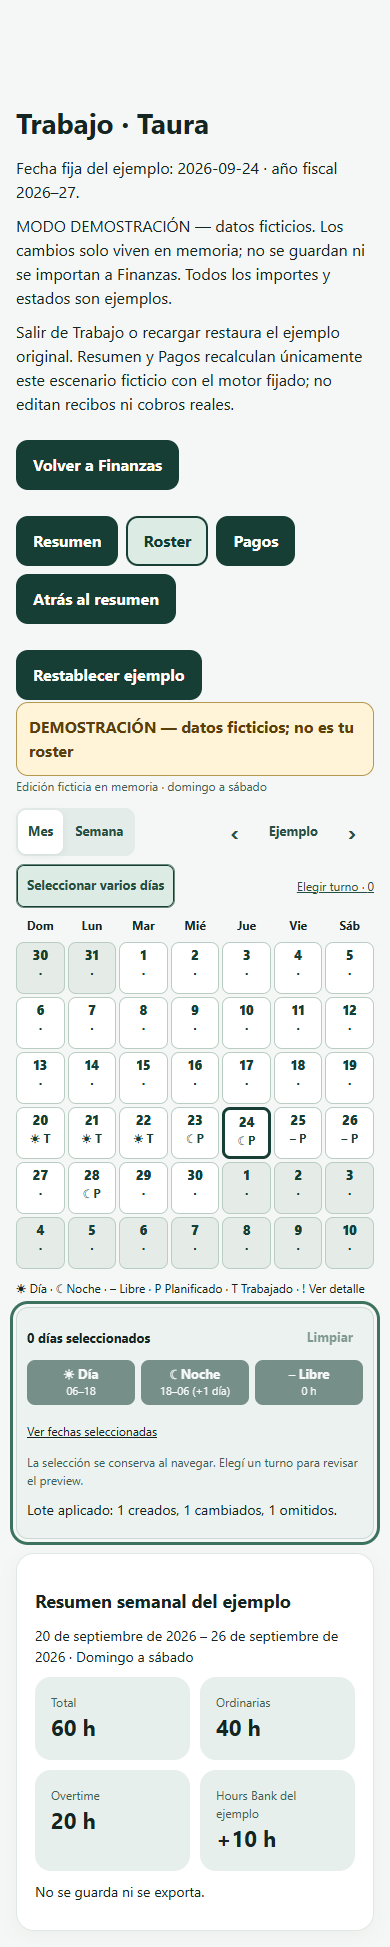 Trabajo · Taura
Fecha fija del ejemplo: 2026-09-24 · año fiscal
2026–27.
MODO DEMOSTRACIÓN — datos ficticios. Los
cambios solo viven en memoria; no se guardan ni
se importan a Finanzas. Todos los importes y
estados son ejemplos.
Salir de Trabajo o recargar restaura el ejemplo
original. Resumen y Pagos recalculan únicamente
este escenario ficticio con el motor fijado; no
editan recibos ni cobros reales.
Volver a Finanzas
Resumen Roster Pagos
Atrás al resumen
Restablecer ejemplo
DEMOSTRACIÓN — datos ficticios; no es tu
roster
Edición ficticia en memoria · domingo a sábado
Mes Semana ‹ Ejemplo ›
Seleccionar varios días Elegir turno · 0
Dom Lun Mar Mié Jue Vie Sáb
30 31 1 2 3 4 5
· · · · · · ·
6 7 8 9 10 11 12
· · · · · · ·
13 14 15 16 17 18 19
· · · · · · ·
20 21 22 23 24 25 26
☀ T ☀ T ☀ T ☾ P ☾ P – P – P
27 28 29 30 1 2 3
· ☾ P · · · · ·
4 5 6 7 8 9 10
· · · · · · ·
☀ Día · ☾ Noche · – Libre · P Planificado · T Trabajado · ! Ver detalle
0 días seleccionados Limpiar
☀ Día ☾ Noche – Libre
06–18 18–06 (+1 día) 0 h
Ver fechas seleccionadas
La selección se conserva al navegar. Elegí un turno para revisar
el preview.
Lote aplicado: 1 creados, 1 cambiados, 1 omitidos.
Resumen semanal del ejemplo
20 de septiembre de 2026 – 26 de septiembre de
2026 · Domingo a sábado
Total Ordinarias
60 h 40 h
Overtime Hours Bank del
ejemplo
20 h +10 h
No se guarda ni se exporta.